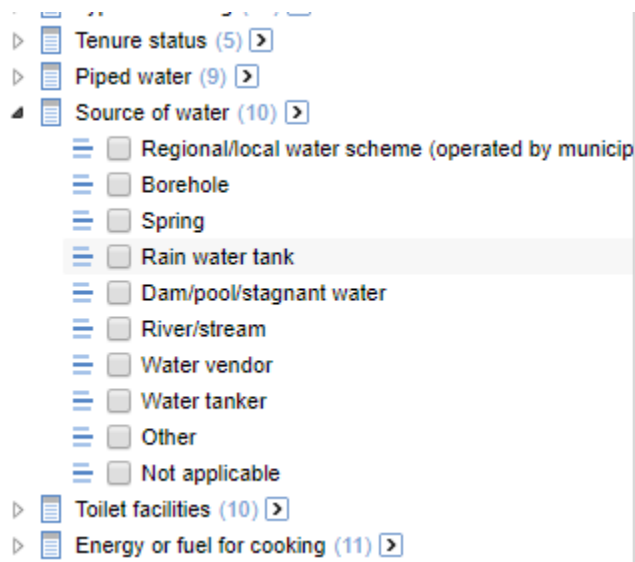 Tenure status (5)
Piped water (9)
Source of water (10)
Regional/local water scheme (operated by municip
Borehole
Spring
Rain water tank
Dam/pool/stagnant water
River/stream
Water vendor
Water tanker
Other
Not applicable
Toilet facilities (10)
Energy or fuel for cooking (11)